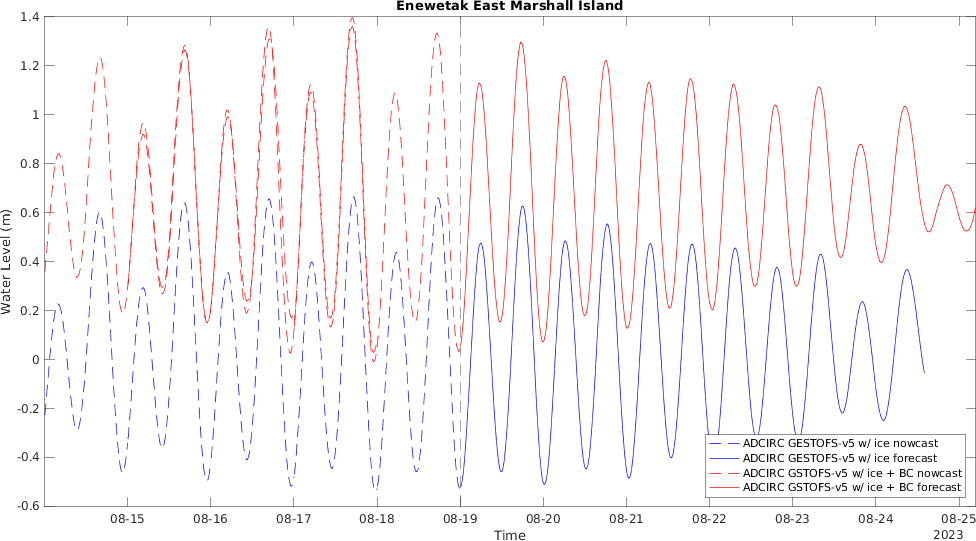 Enewetak East Marshall Island
1.4
1.2
1
0.8
0.6
0.4
0.2
0
-0.2
-0.4
-0.6
Water Level (m)
ADCIRC GESTOFS-v5 w/ ice nowcast
ADCIRC GESTOFS-v5 w/ ice forecast
ADCIRC GSTOFS-v5 w/ ice + BC nowcast
ADCIRC GSTOFS-v5 w/ ice + BC forecast
08-15 08-16 08-17 08-18 08-19 08-20 08-21 08-22 08-23 08-24 08-25
Time
2023